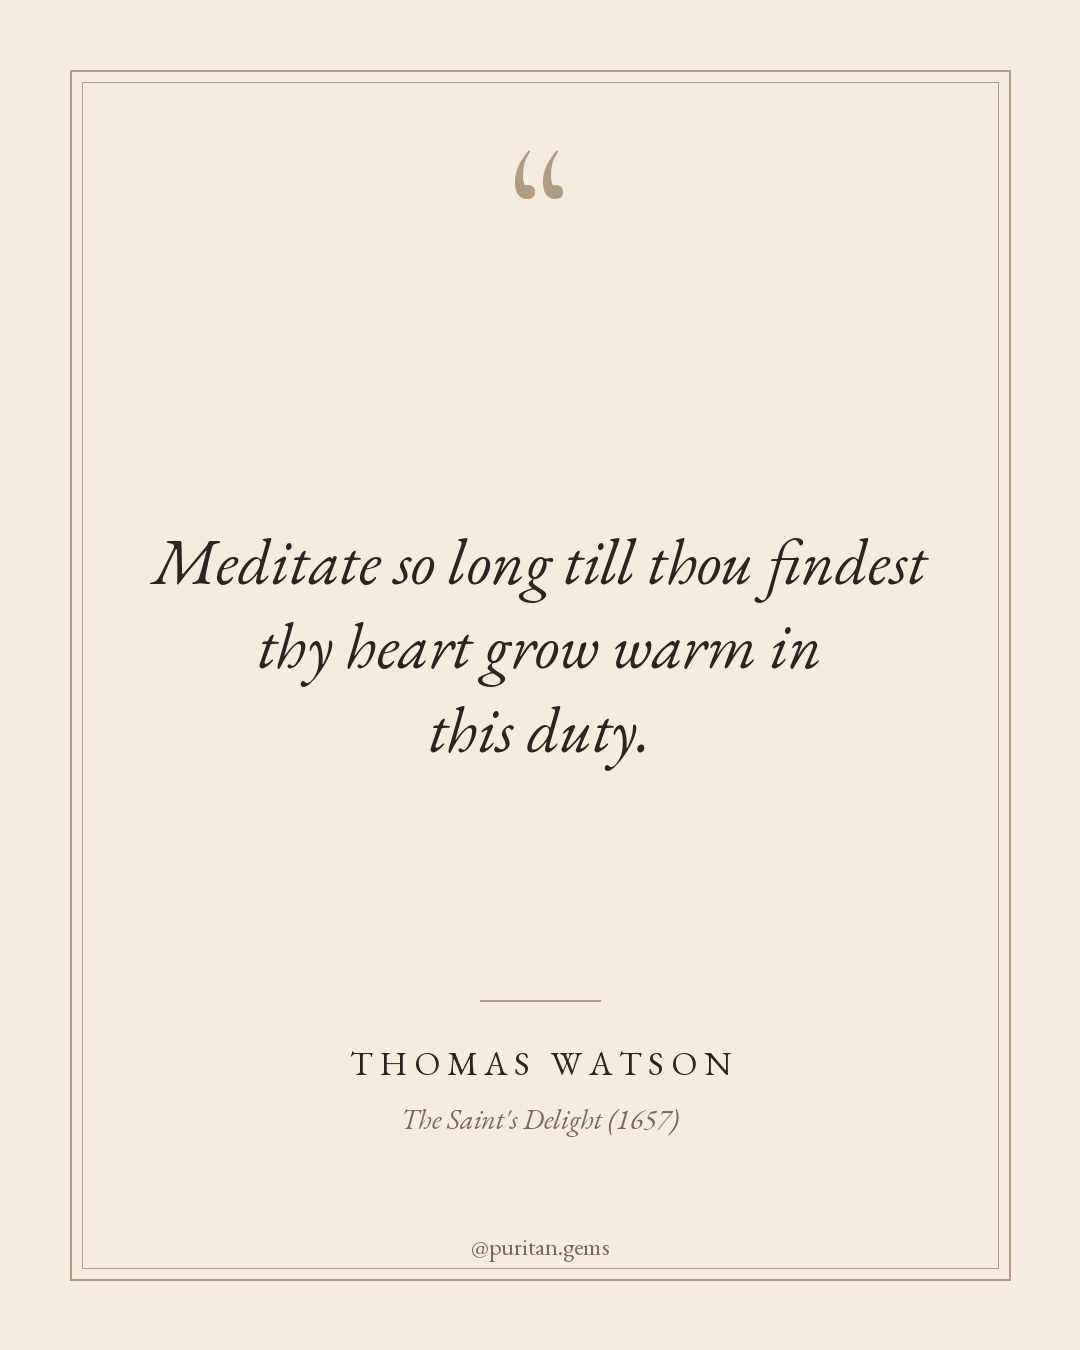 “
Meditate so long till thou findest
thy heart grow warm in
this duty.
THOMAS WATSON
The Saint's Delight (1657)
@puritan.gems